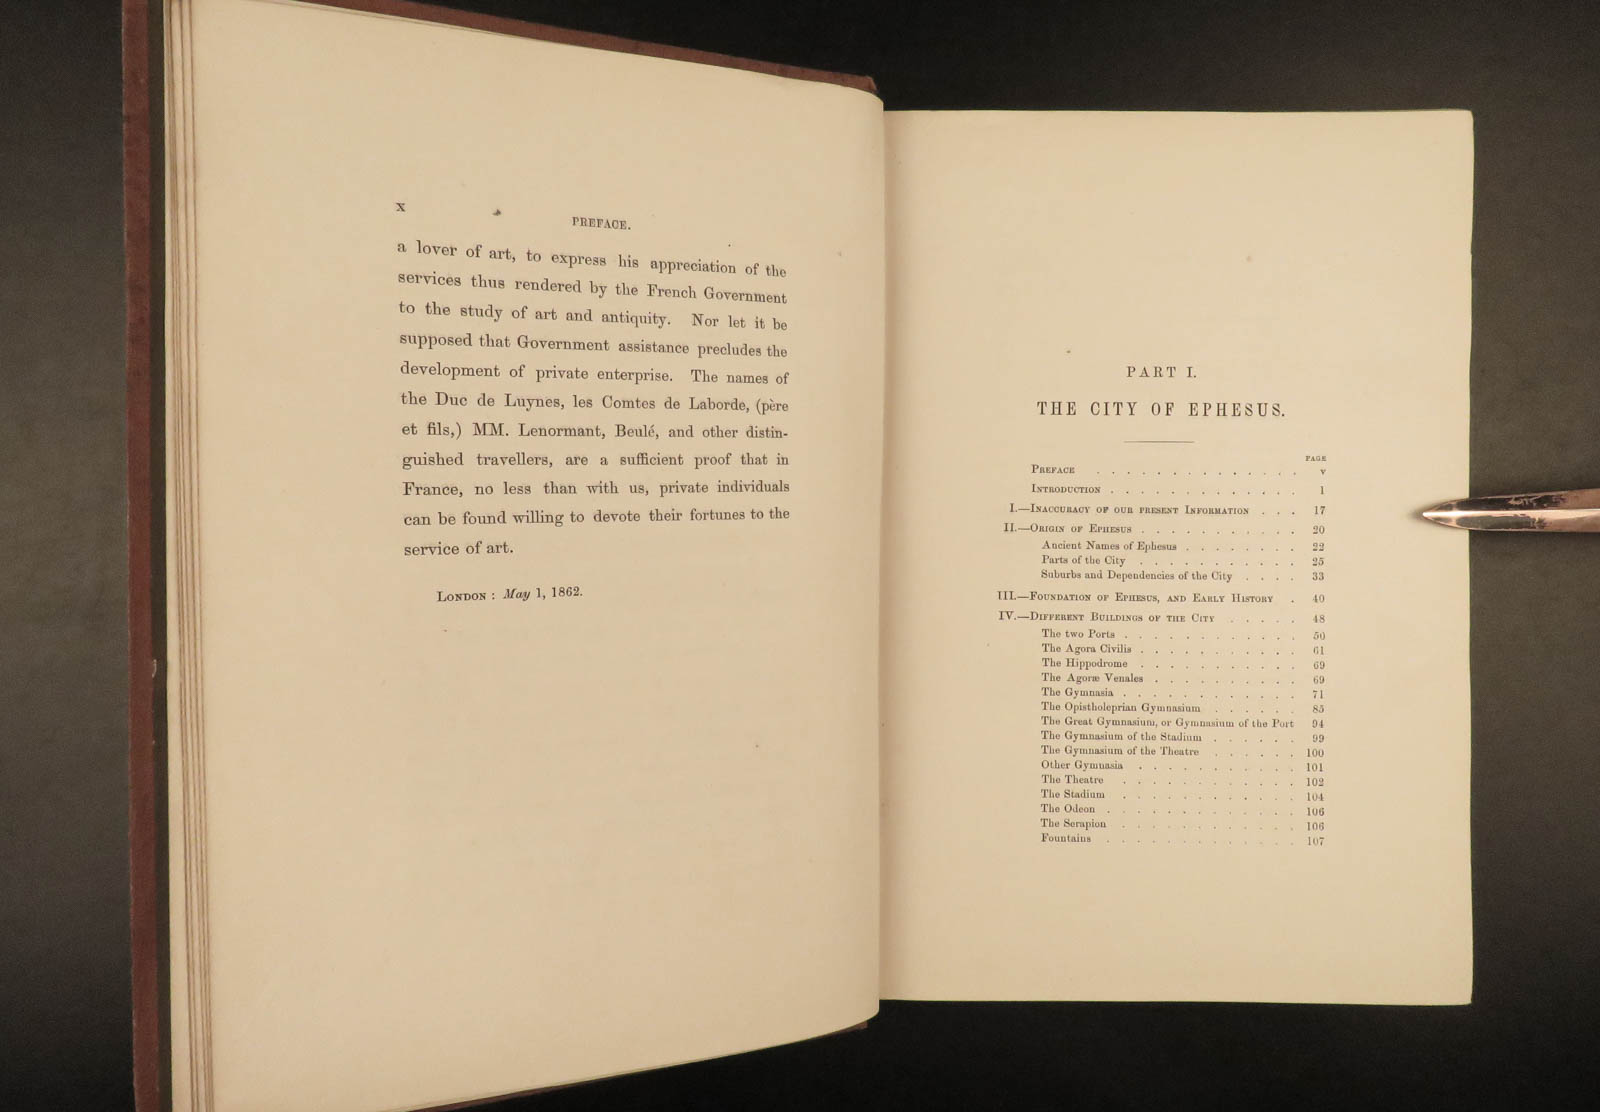 x
PREFACE.
a lover of art, to express his appreciation of the
services thus rendered by the French Government
to the study of art and antiquity. Nor let it be
supposed that Government assistance precludes the
development of private enterprise. The names of
the Duc de Luynes, les Comtes de Laborde, (père
et fils,) MM. Lenormant, Beulé, and other distin-
guished travellers, are a sufficient proof that in
France, no less than with us, private individuals
can be found willing to devote their fortunes to the
service of art.
LONDON: May 1, 1862.
PART I.
THE CITY OF EPHESUS.
PAGE
PREFACE . . . . . . . . . . . . . . v
INTRODUCTION . . . . . . . . . . . . . 1
I.—INACCURACY OF OUR PRESENT INFORMATION . . . 17
II.—ORIGIN OF EPHESUS . . . . . . . . . . . 20
Ancient Names of Ephesus . . . . . . . . 22
Parts of the City . . . . . . . . . . . 25
Suburbs and Dependencies of the City . . . . 33
III.—FOUNDATION OF EPHESUS, AND EARLY HISTORY . 40
IV.—DIFFERENT BUILDINGS OF THE CITY . . . . . 48
The two Ports . . . . . . . . . . . . 50
The Agora Civilis . . . . . . . . . . . 61
The Hippodrome . . . . . . . . . . . 69
The Agoræ Venales . . . . . . . . . . 69
The Gymnasia . . . . . . . . . . . . 71
The Opistholeprian Gymnasium . . . . . . 85
The Great Gymnasium, or Gymnasium of the Port 94
The Gymnasium of the Stadium . . . . . . 99
The Gymnasium of the Theatre . . . . . . 100
Other Gymnasia . . . . . . . . . . . 101
The Theatre . . . . . . . . . . . . 102
The Stadium . . . . . . . . . . . . 104
The Odeon . . . . . . . . . . . . . 106
The Serapion . . . . . . . . . . . . 106
Fountains . . . . . . . . . . . . . 107